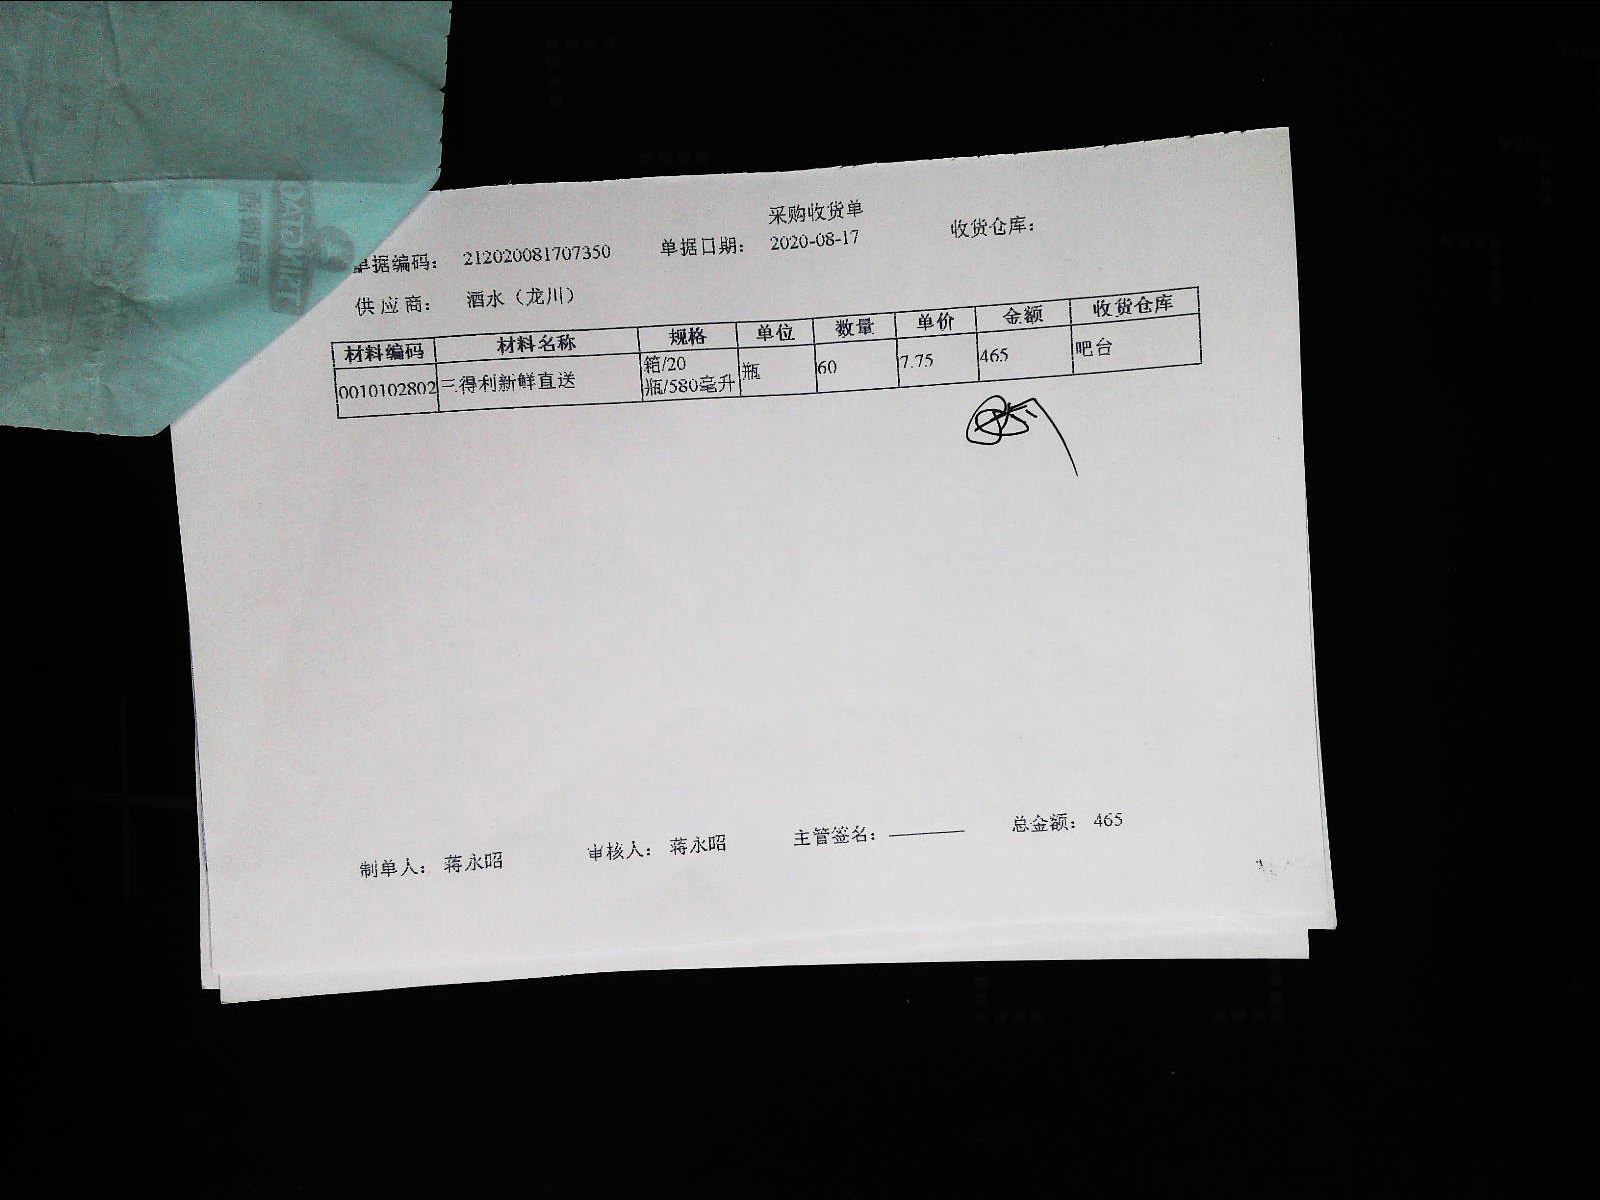 采购收货单
单据编码： 212020081707350 单据日期： 2020-08-17 收货仓库：
供应商： 酒水（龙川）
材料编码 材料名称 规格 单位 数量 单价 金额 收货仓库
0010102802 三得利新鲜直送 箱/20瓶/580毫升 瓶 60 7.75 465 吧台
制单人： 蒋永昭 审核人： 蒋永昭 主管签名： 总金额： 465